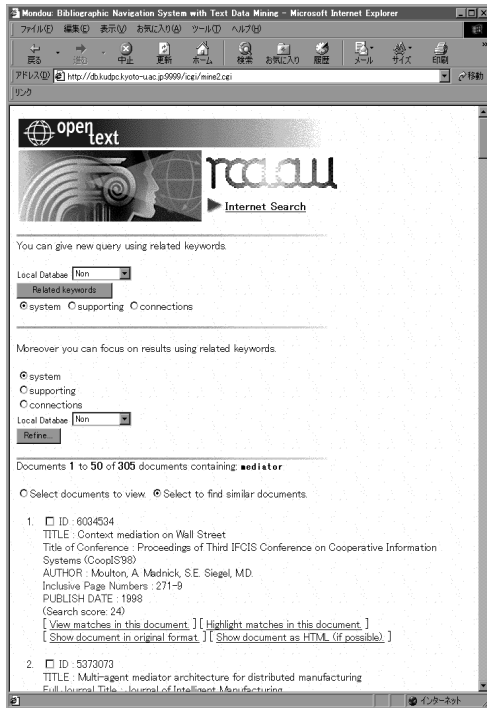 Mondou: Bibliographic Navigation System with Text Data Mining - Microsoft Internet Explorer
ファイル(F) 編集(E) 表示(V) お気に入り(A) ツール(T) ヘルプ(H)
戻る 進む 中止 更新 ホーム 検索 お気に入り 履歴 メール サイズ 印刷
アドレス(D) http://db.kudpc.kyoto-u.ac.jp:9999/icgi/mine2.cgi 移動
リンク
opentext
Internet Search
You can give new query using related keywords.
Local Databae Non
Related keywords
system supporting connections
Moreover you can focus on results using related keywords.
system
supporting
connections
Local Databae Non
Refine...
Documents 1 to 50 of 305 documents containing: mediator
Select documents to view. Select to find similar documents.
1. ID : 6034534
TITLE : Context mediation on Wall Street
Title of Conference : Proceedings of Third IFCIS Conference on Cooperative Information
Systems (CoopIS'98)
AUTHOR : Moulton, A. Madnick, S.E. Siegel, M.D.
Inclusive Page Numbers : 271-9
PUBLISH DATE : 1998
(Search score: 24)
[ View matches in this document. ] [ Highlight matches in this document. ]
[ Show document in original format. ] [ Show document as HTML (if possible). ]
2. ID : 5373073
TITLE : Multi-agent mediator architecture for distributed manufacturing
Full Journal Title : Journal of Intelligent Manufacturing
インターネット